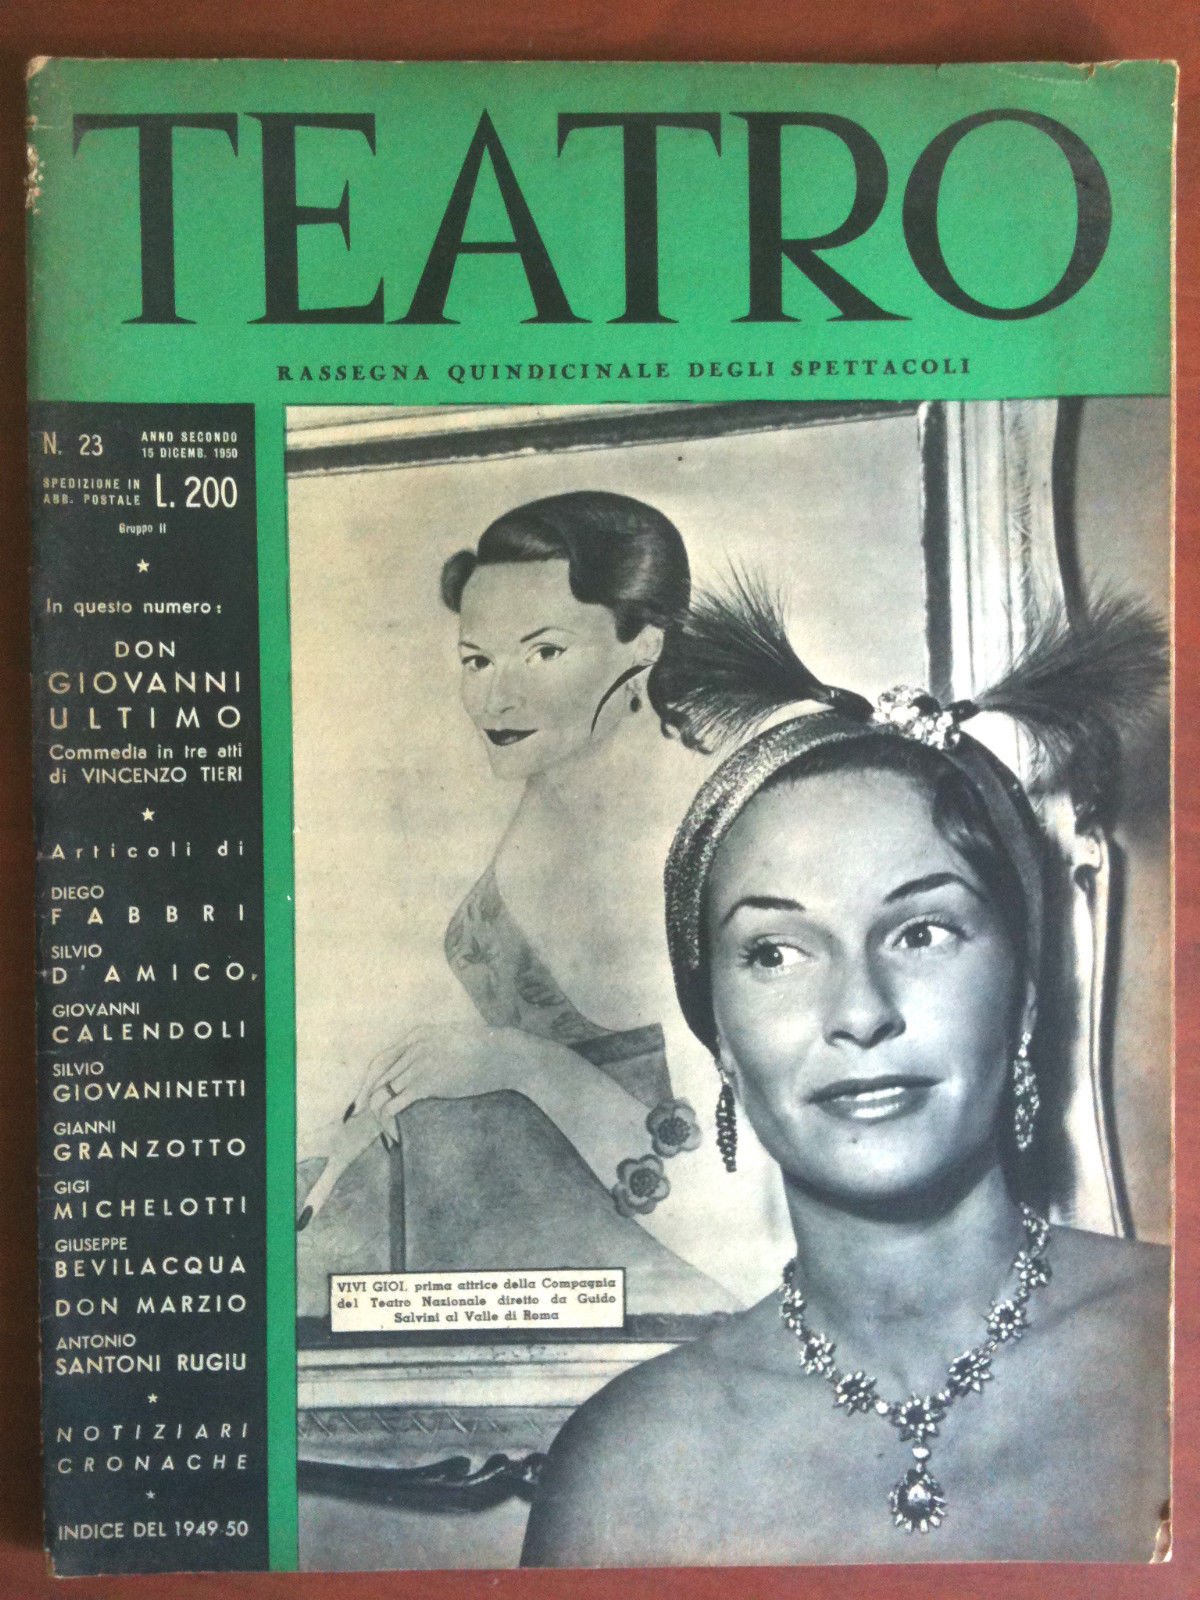 TEATRO
RASSEGNA QUINDICINALE DEGLI SPETTACOLI
N. 23
ANNO SECONDO
15 DICEMB. 1950
SPEDIZIONE IN
ABB. POSTALE
L. 200
Gruppo II
In questo numero:
DON
GIOVANNI
ULTIMO
Commedia in tre atti
di VINCENZO TIERI
Articoli di
DIEGO
FABBRI
SILVIO
D'AMICO
GIOVANNI
CALENDOLI
SILVIO
GIOVANINETTI
GIANNI
GRANZOTTO
GIGI
MICHELOTTI
GIUSEPPE
BEVILACQUA
DON MARZIO
ANTONIO
SANTONI RUGIU
NOTIZIARI
CRONACHE
INDICE DEL 1949-50
VIVI GIOI, prima attrice della Compagnia
del Teatro Nazionale diretto da Guido
Salvini al Valle di Roma